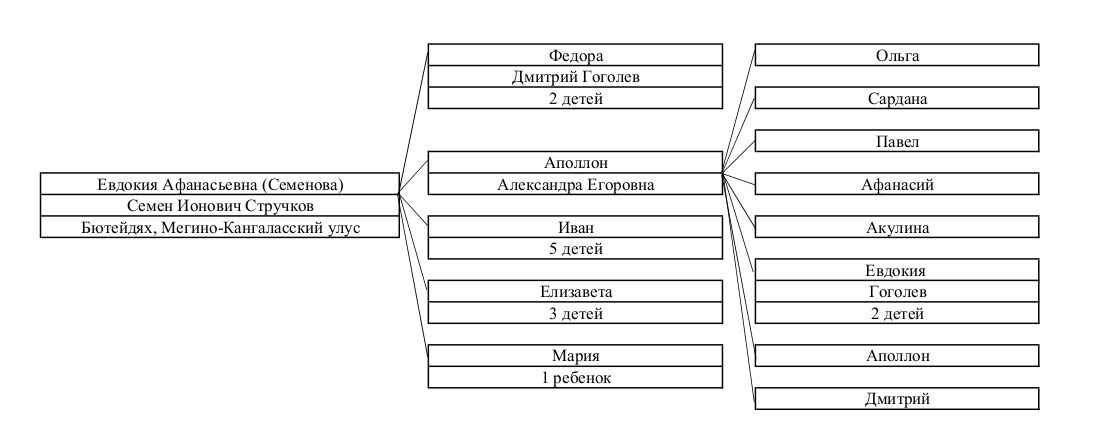 Евдокия Афанасьевна (Семенова)
Семен Ионович Стручков
Бютейдях, Мегино-Кангаласский улус
Федора
Дмитрий Гоголев
2 детей
Аполлон
Александра Егоровна
Иван
5 детей
Елизавета
3 детей
Мария
1 ребенок
Ольга
Сардана
Павел
Афанасий
Акулина
Евдокия
Гоголев
2 детей
Аполлон
Дмитрий